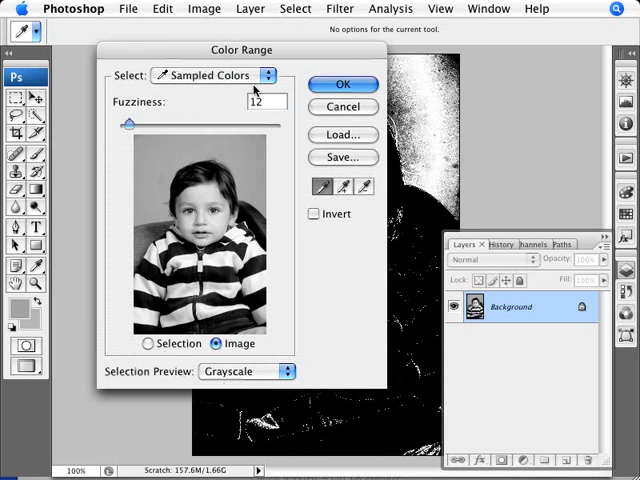 Photoshop File Edit Image Layer Select Filter Analysis View Window Help
No options for the current tool.
Color Range
Ps
Select: Sampled Colors
Fuzziness: 12
OK
Cancel
Load...
Save...
Invert
Selection Image
Selection Preview: Grayscale
Layers × History hannels Paths
Normal Opacity: 100%
Lock: Fill: 100%
Background
100% Scratch: 157.6M/1.66G